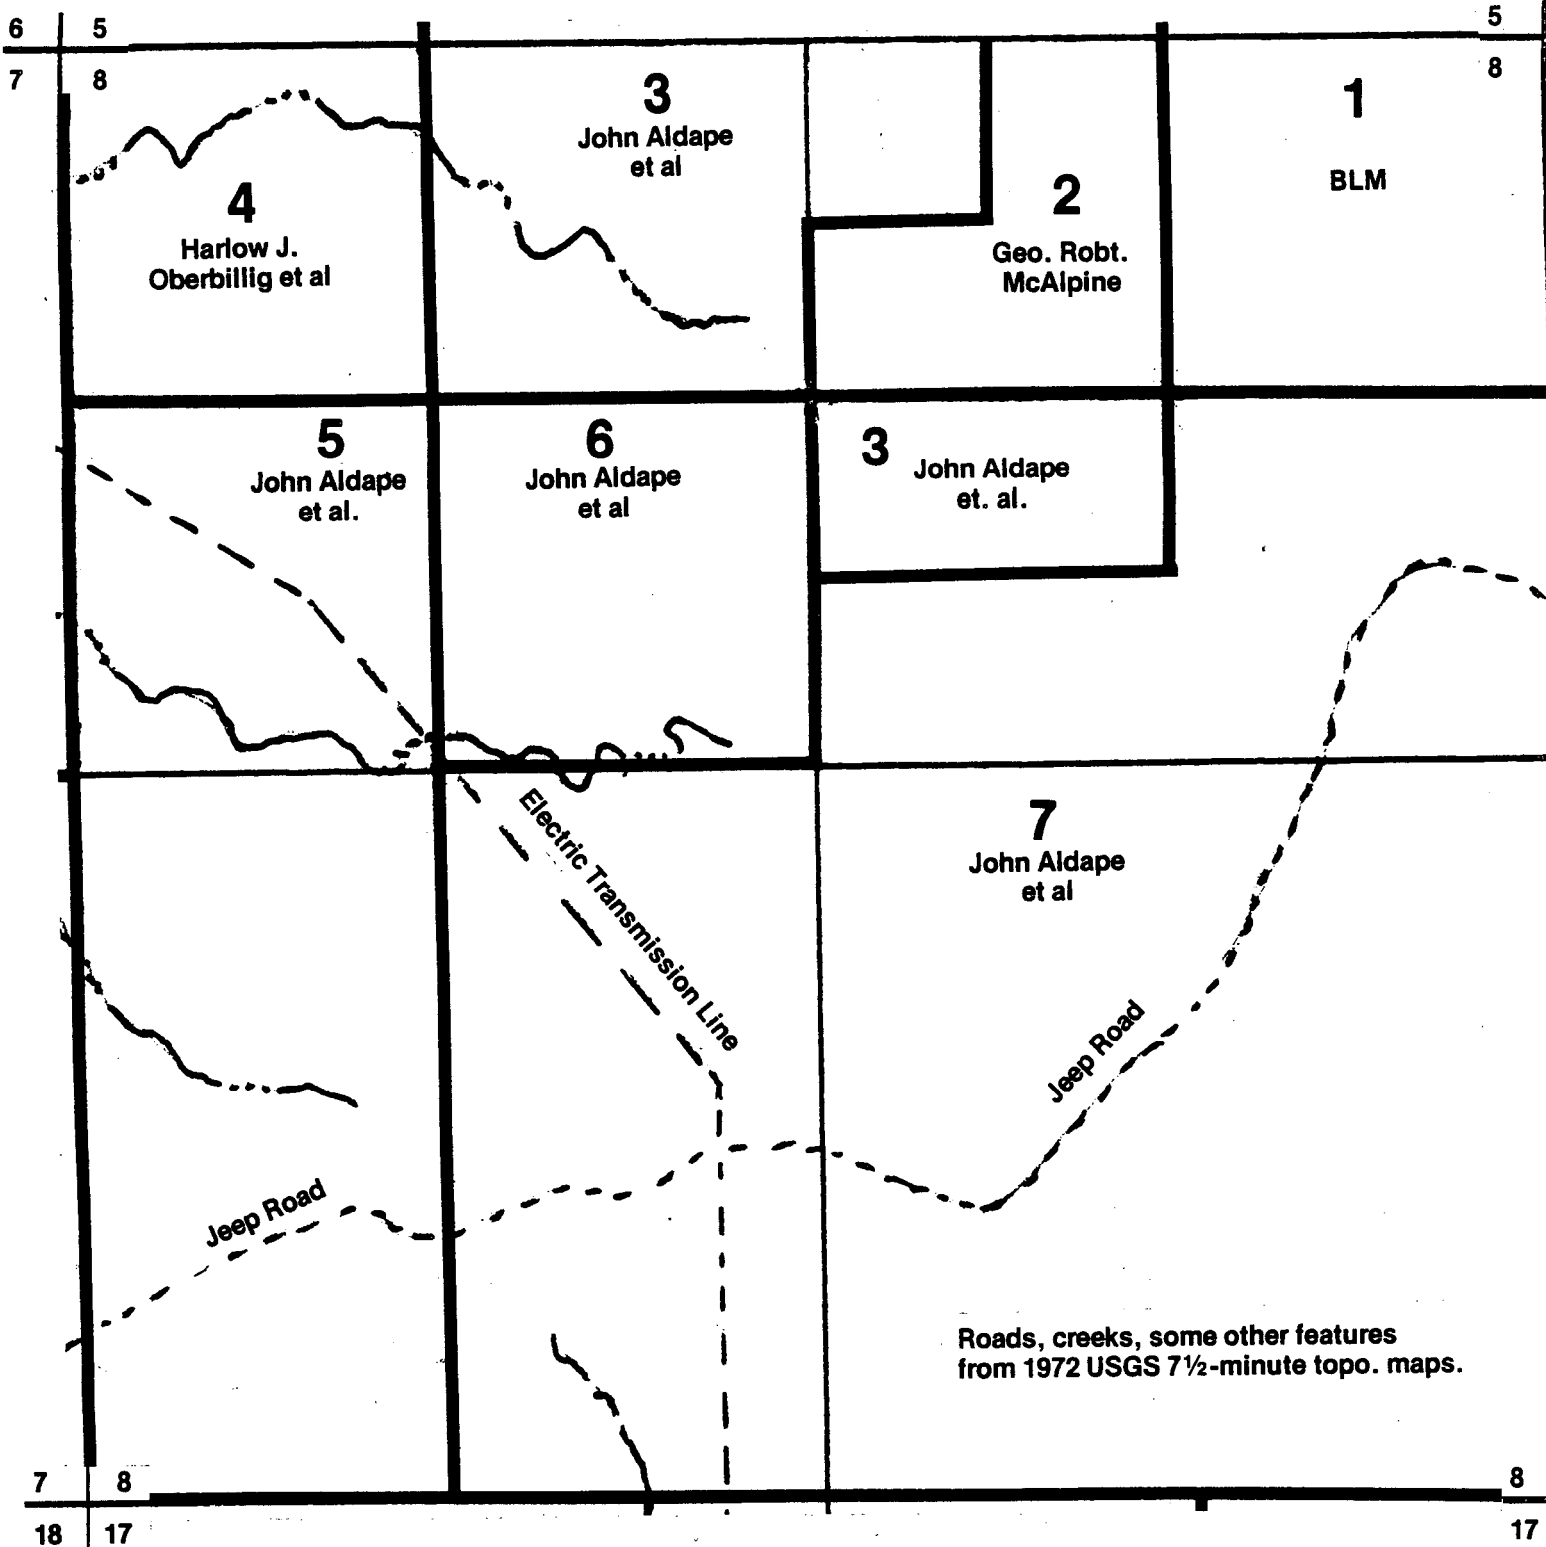 6 5
5
7 8
8
3
John Aldape
et al
1
BLM
4
Harlow J.
Oberbillig et al
2
Geo. Robt.
McAlpine
5
John Aldape
et al.
6
John Aldape
et al
3
John Aldape
et. al.
Electric Transmission Line
7
John Aldape
et al
Jeep Road
Jeep Road
Roads, creeks, some other features
from 1972 USGS 7½-minute topo. maps.
7 8
8
18 17
17